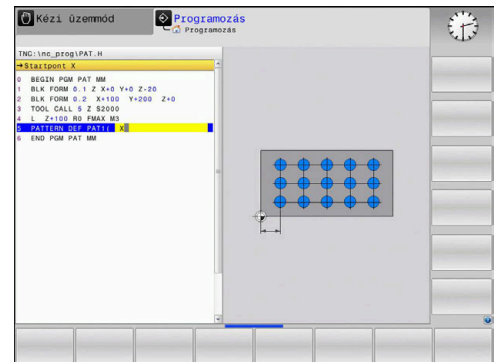 Kézi üzemmód
Programozás
Programozás
TNC:\nc_prog\PAT.H
→Startpont X
0 BEGIN PGM PAT MM
1 BLK FORM 0.1 Z X+0 Y+0 Z-20
2 BLK FORM 0.2 X+100 Y+200 Z+0
3 TOOL CALL 5 Z S2000
4 L Z+100 R0 FMAX M3
5 PATTERN DEF PAT1( X
6 END PGM PAT MM